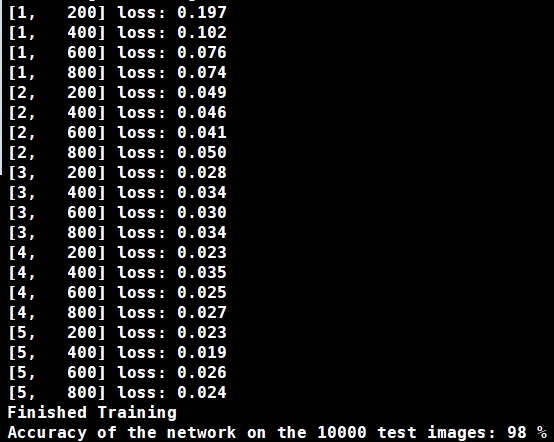 [1,   200] loss: 0.197
[1,   400] loss: 0.102
[1,   600] loss: 0.076
[1,   800] loss: 0.074
[2,   200] loss: 0.049
[2,   400] loss: 0.046
[2,   600] loss: 0.041
[2,   800] loss: 0.050
[3,   200] loss: 0.028
[3,   400] loss: 0.034
[3,   600] loss: 0.030
[3,   800] loss: 0.034
[4,   200] loss: 0.023
[4,   400] loss: 0.035
[4,   600] loss: 0.025
[4,   800] loss: 0.027
[5,   200] loss: 0.023
[5,   400] loss: 0.019
[5,   600] loss: 0.026
[5,   800] loss: 0.024
Finished Training
Accuracy of the network on the 10000 test images: 98 %